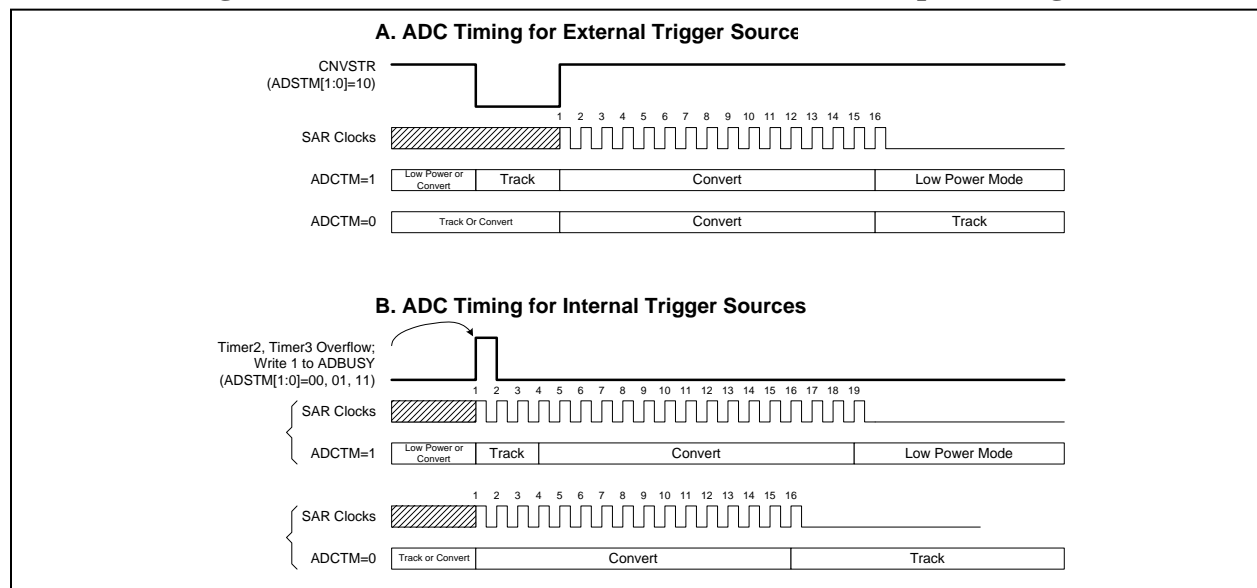 A. ADC Timing for External Trigger Source
CNVSTR
(ADSTM[1:0]=10)
1 2 3 4 5 6 7 8 9 10 11 12 13 14 15 16
SAR Clocks
ADCTM=1
Low Power or
Convert
Track
Convert
Low Power Mode
ADCTM=0
Track Or Convert
Convert
Track
B. ADC Timing for Internal Trigger Sources
Timer2, Timer3 Overflow;
Write 1 to ADBUSY
(ADSTM[1:0]=00, 01, 11)
1 2 3 4 5 6 7 8 9 10 11 12 13 14 15 16 17 18 19
SAR Clocks
ADCTM=1
Low Power or
Convert
Track
Convert
Low Power Mode
1 2 3 4 5 6 7 8 9 10 11 12 13 14 15 16
SAR Clocks
ADCTM=0
Track or Convert
Convert
Track